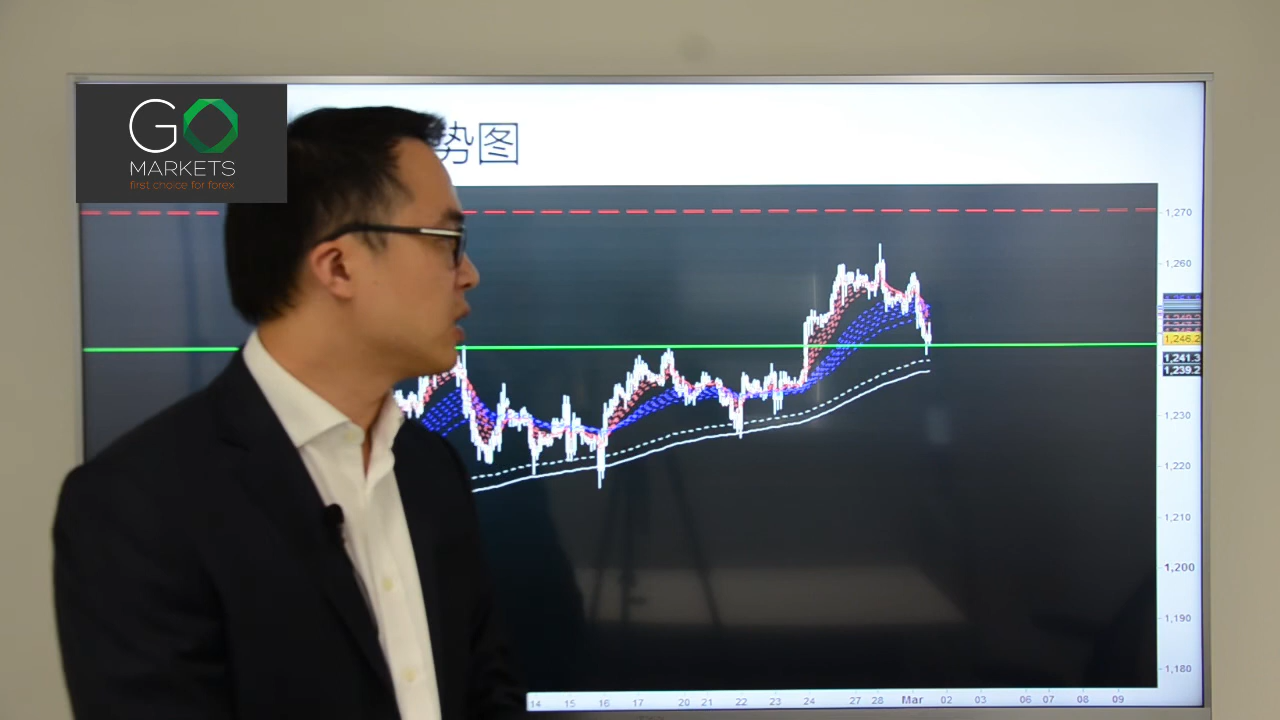 GO
MARKETS
first choice for forex
势图
1,270
1,260
1,246.2
1,241.3
1,239.2
1,230
1,220
1,210
1,200
1,190
1,180
14 15 16 17 20 21 22 23 24 27 28 Mar 02 03 06 07 08 09